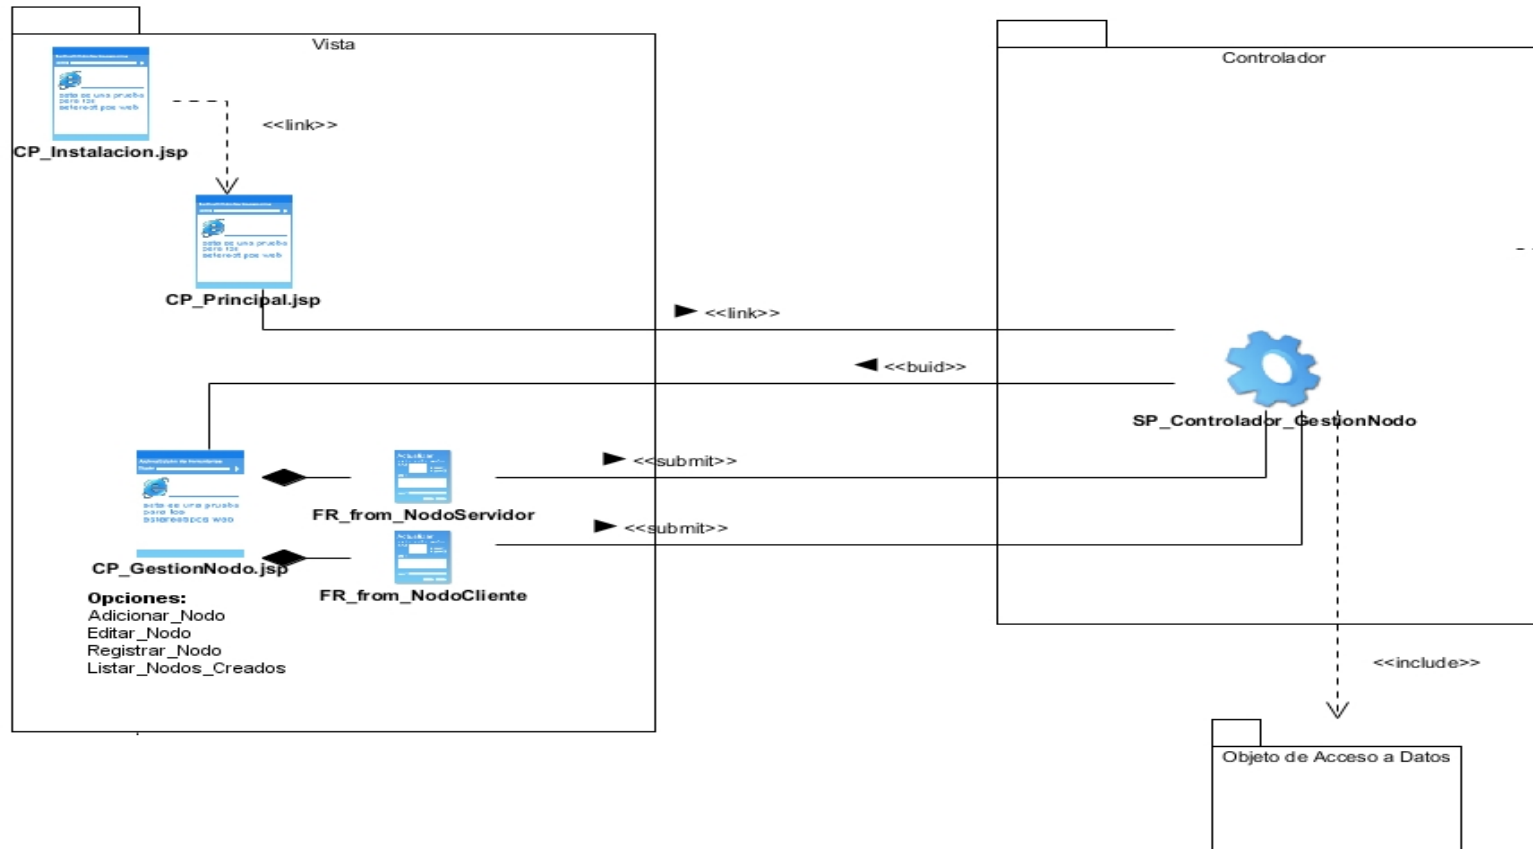 Vista
Controlador
<<link>>
CP_Instalacion.jsp
CP_Principal.jsp
<<link>>
<<buid>>
SP_Controlador_GestionNodo
<<submit>>
FR_from_NodoServidor
<<submit>>
CP_GestionNodo.jsp
FR_from_NodoCliente
Opciones:
Adicionar_Nodo
Editar_Nodo
Registrar_Nodo
Listar_Nodos_Creados
<<include>>
Objeto de Acceso a Datos